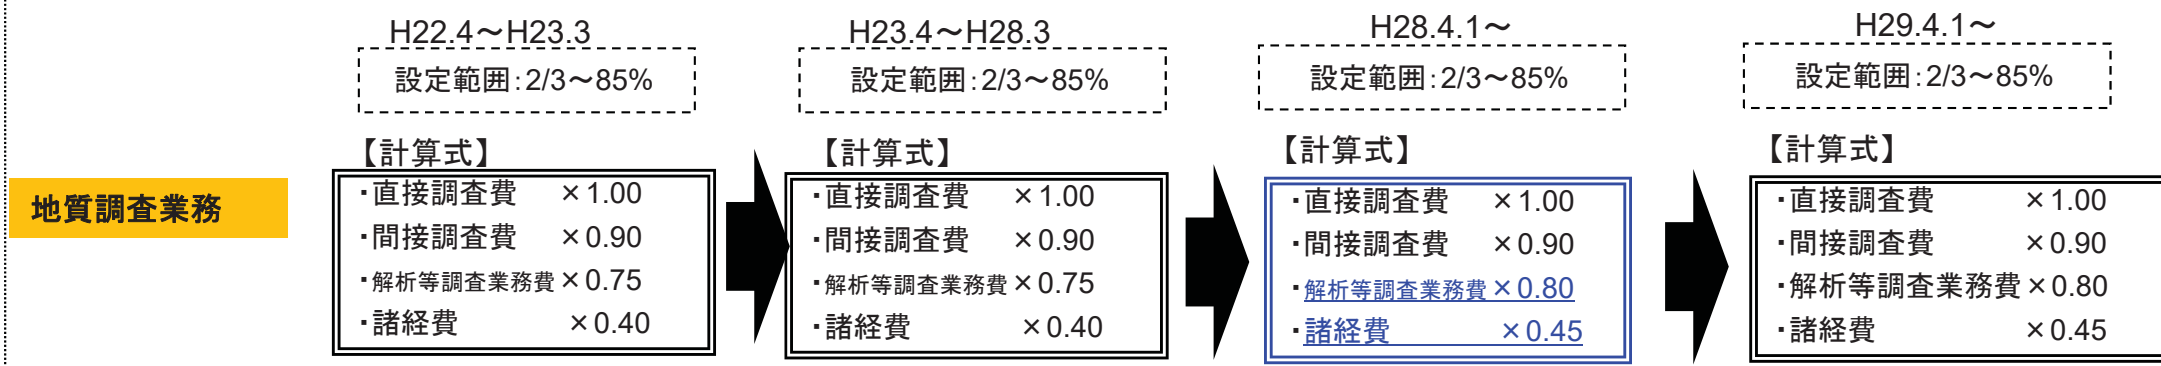 地質調査業務
H22.4～H23.3
設定範囲：2/3～85%
【計算式】
・直接調査費 ×1.00
・間接調査費 ×0.90
・解析等調査業務費×0.75
・諸経費 ×0.40
H23.4～H28.3
設定範囲：2/3～85%
【計算式】
・直接調査費 ×1.00
・間接調査費 ×0.90
・解析等調査業務費×0.75
・諸経費 ×0.40
H28.4.1～
設定範囲：2/3～85%
【計算式】
・直接調査費 ×1.00
・間接調査費 ×0.90
・解析等調査業務費×0.80
・諸経費 ×0.45
H29.4.1～
設定範囲：2/3～85%
【計算式】
・直接調査費 ×1.00
・間接調査費 ×0.90
・解析等調査業務費×0.80
・諸経費 ×0.45